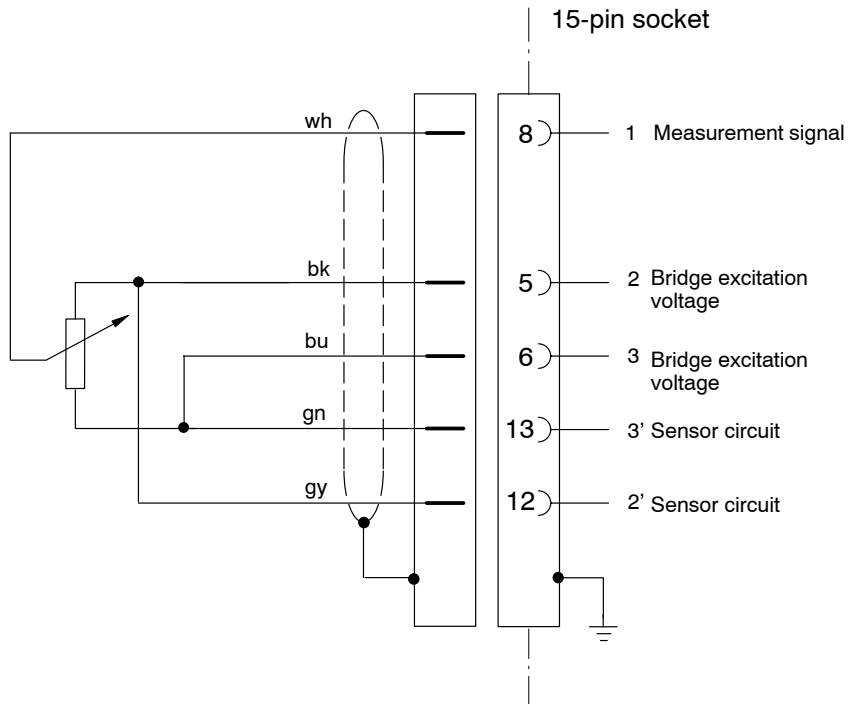 15-pin socket
wh 8 1 Measurement signal
bk 5 2 Bridge excitation
voltage
bu 6 3 Bridge excitation
voltage
gn 13 3’ Sensor circuit
gy 12 2’ Sensor circuit